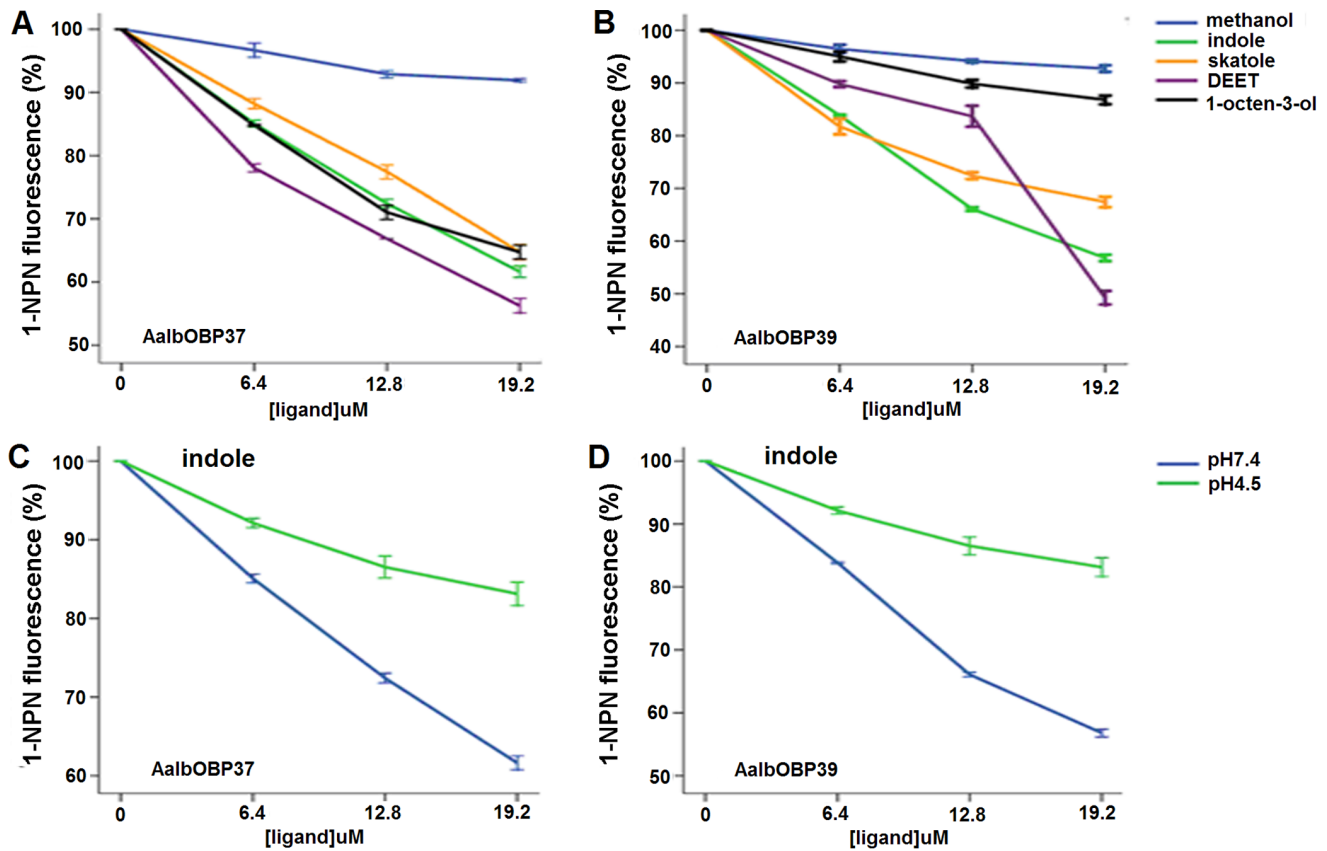 A
100
90
80
70
60
50
1-NPN fluorescence (%)
AalbOBP37
0
6.4
12.8
19.2
[ligand]uM
B
100
90
80
70
60
50
40
1-NPN fluorescence (%)
AalbOBP39
0
6.4
12.8
19.2
[ligand]uM
methanol
indole
skatole
DEET
1-octen-3-ol
C
indole
100
90
80
70
60
1-NPN fluorescence (%)
AalbOBP37
0
6.4
12.8
19.2
[ligand]uM
D
indole
100
90
80
70
60
50
1-NPN fluorescence (%)
AalbOBP39
0
6.4
12.8
19.2
[ligand]uM
pH7.4
pH4.5